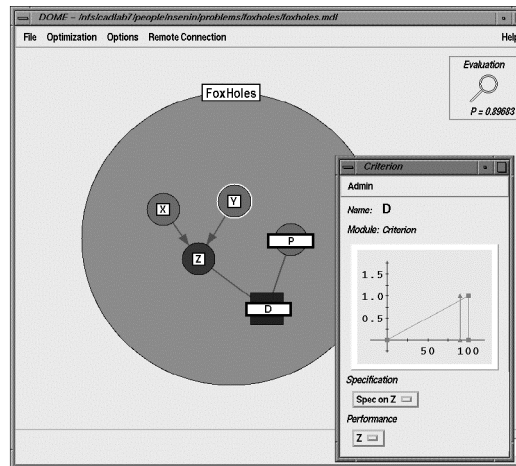 DOME – /nfs/cadlab7/people/nsenin/problems/foxholes/foxholes.mdl
File Optimization Options Remote Connection Help
Evaluation
P = 0.89683
FoxHoles
X
Y
Z
P
D
Criterion
Admin
Name: D
Module: Criterion
1.5
1.0
0.5
50 100
Specification
Spec on Z
Performance
Z